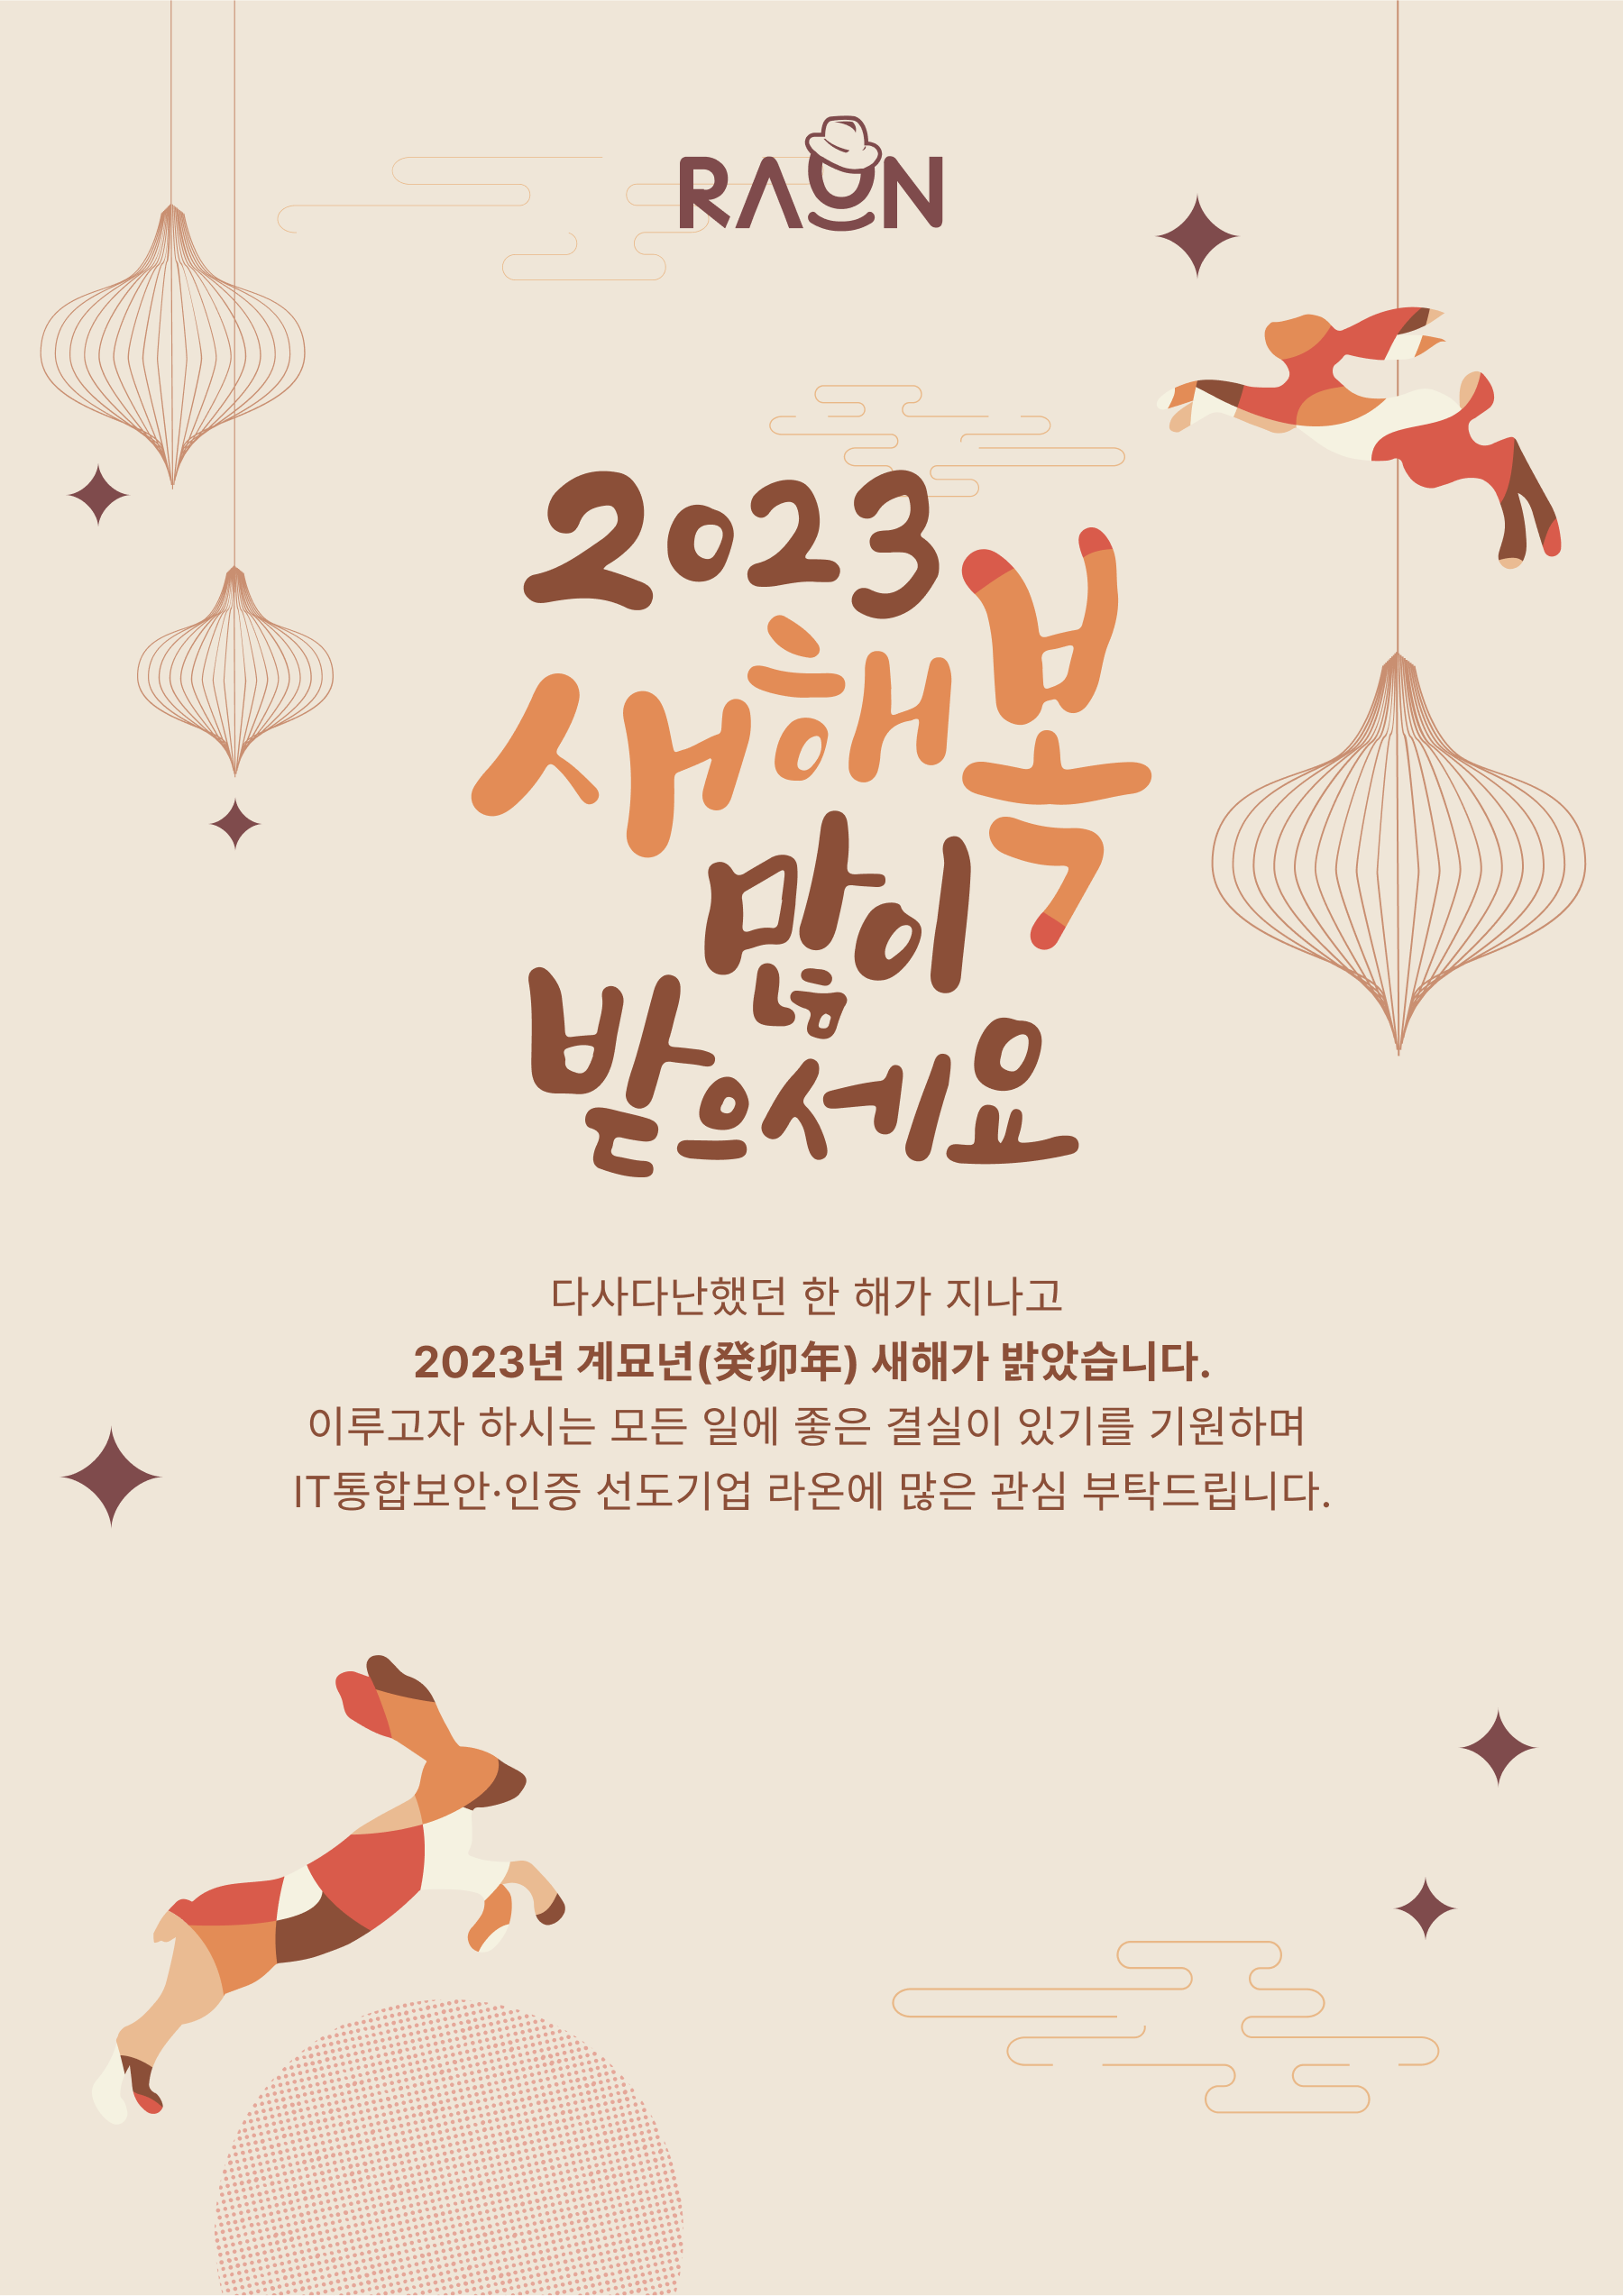 RAON
2023
새해 복
많이
받으세요
다사다난했던 한 해가 지나고
2023년 계묘년(癸卯年) 새해가 밝았습니다.
이루고자 하시는 모든 일에 좋은 결실이 있기를 기원하며
IT통합보안·인증 선도기업 라온에 많은 관심 부탁드립니다.